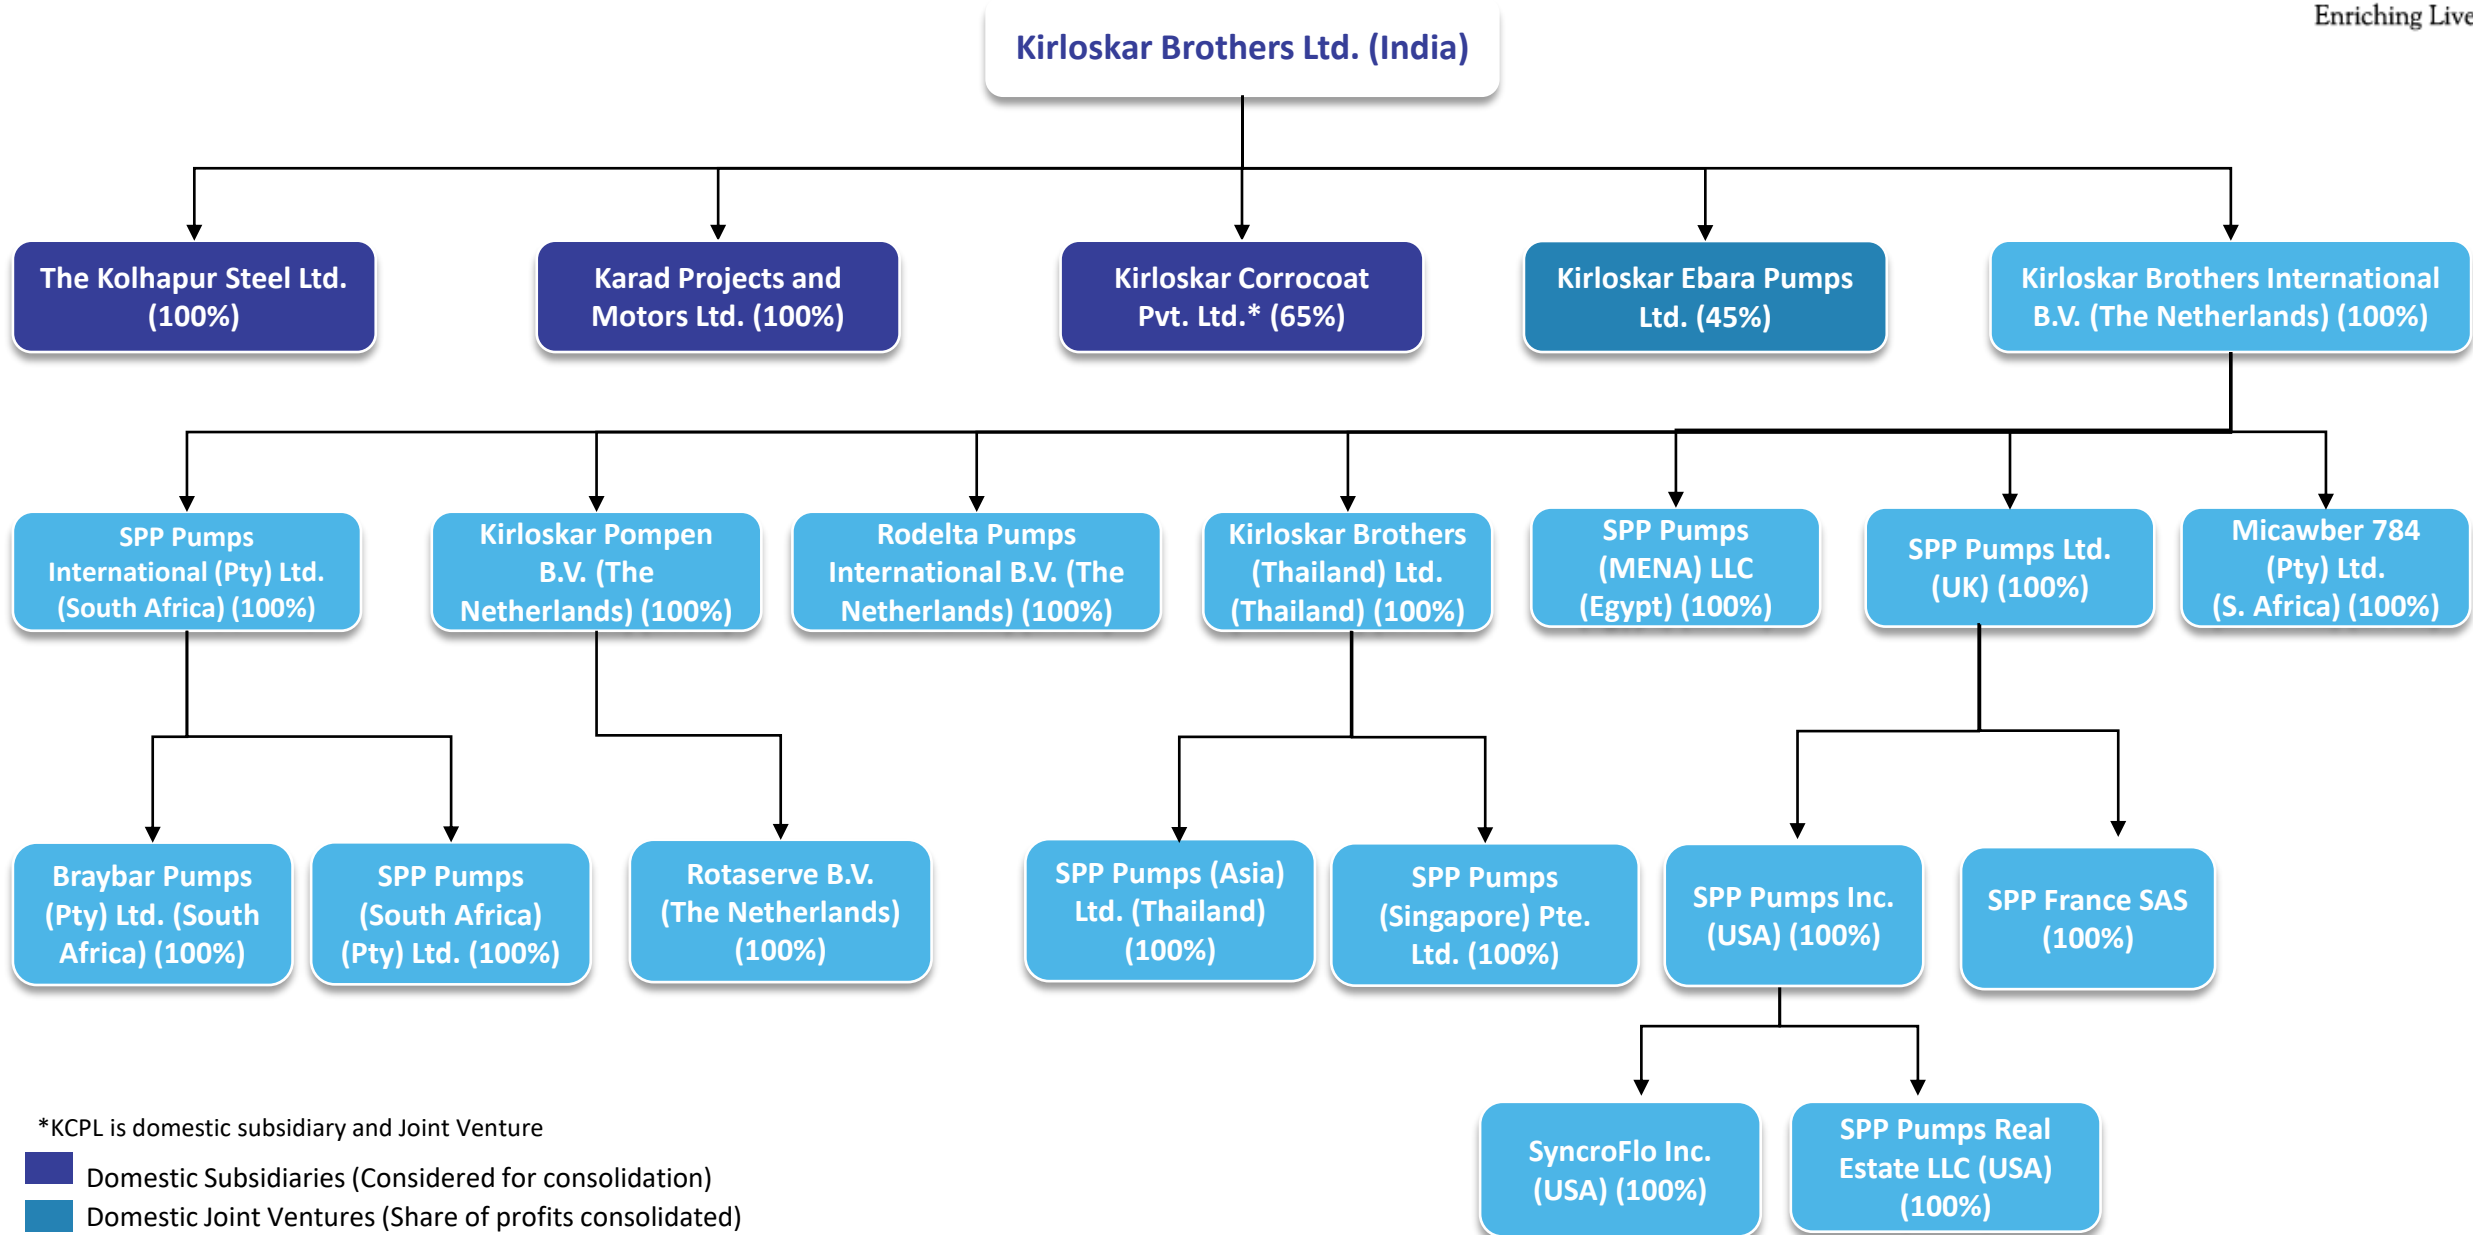 Enriching Live
Kirloskar Brothers Ltd. (India)
The Kolhapur Steel Ltd.
(100%)
Karad Projects and
Motors Ltd. (100%)
Kirloskar Corrocoat
Pvt. Ltd.* (65%)
Kirloskar Ebara Pumps
Ltd. (45%)
Kirloskar Brothers International
B.V. (The Netherlands) (100%)
SPP Pumps
International (Pty) Ltd.
(South Africa) (100%)
Kirloskar Pompen
B.V. (The
Netherlands) (100%)
Rodelta Pumps
International B.V. (The
Netherlands) (100%)
Kirloskar Brothers
(Thailand) Ltd.
(Thailand) (100%)
SPP Pumps
(MENA) LLC
(Egypt) (100%)
SPP Pumps Ltd.
(UK) (100%)
Micawber 784
(Pty) Ltd.
(S. Africa) (100%)
Braybar Pumps
(Pty) Ltd. (South
Africa) (100%)
SPP Pumps
(South Africa)
(Pty) Ltd. (100%)
Rotaserve B.V.
(The Netherlands)
(100%)
SPP Pumps (Asia)
Ltd. (Thailand)
(100%)
SPP Pumps
(Singapore) Pte.
Ltd. (100%)
SPP Pumps Inc.
(USA) (100%)
SPP France SAS
(100%)
SyncroFlo Inc.
(USA) (100%)
SPP Pumps Real
Estate LLC (USA)
(100%)
*KCPL is domestic subsidiary and Joint Venture
Domestic Subsidiaries (Considered for consolidation)
Domestic Joint Ventures (Share of profits consolidated)